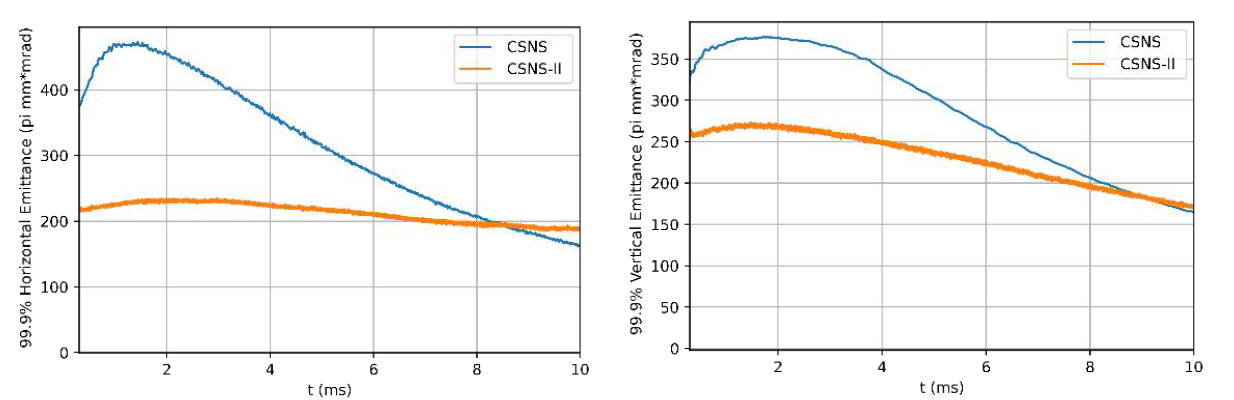 99.9% Horizontal Emittance (pi mm*mrad)
400
300
200
100
0
2
4
6
8
10
t (ms)
CSNS
CSNS-II
99.9% Vertical Emittance (pi mm*mrad)
350
300
250
200
150
100
50
0
2
4
6
8
10
t (ms)
CSNS
CSNS-II